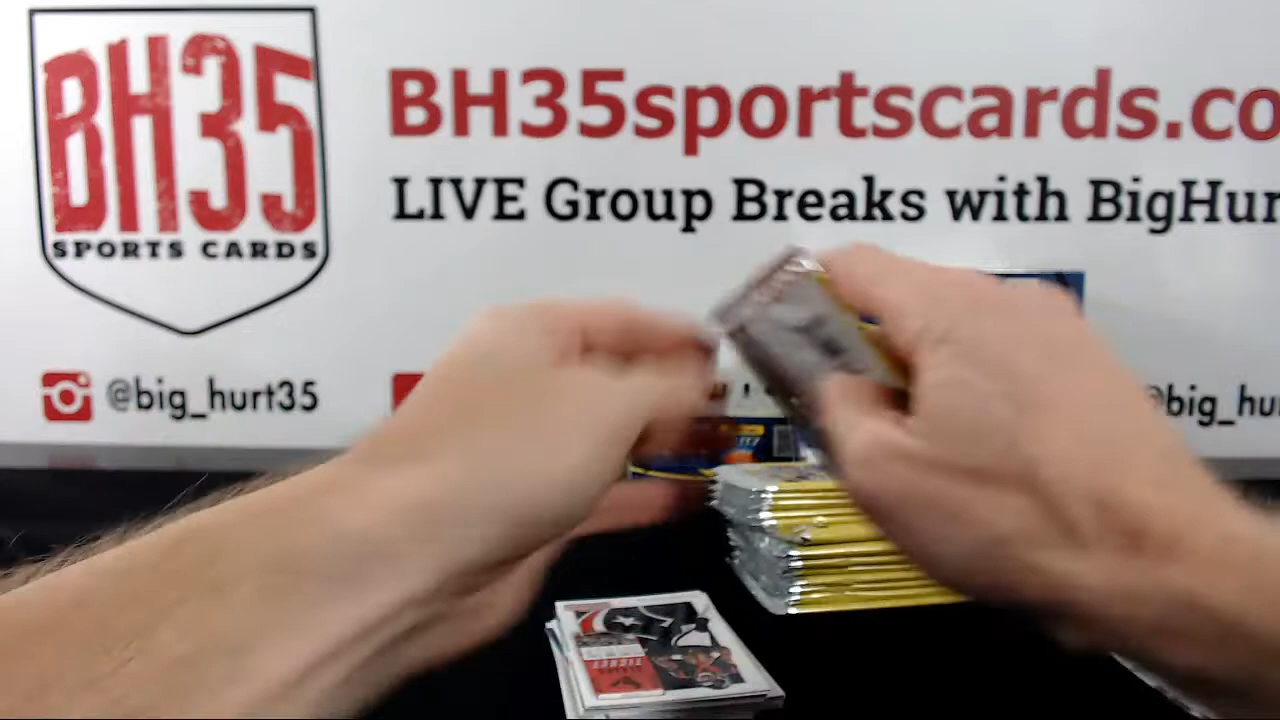 BH35
SPORTS CARDS
BH35sportscards.co
LIVE Group Breaks with BigHur
@big_hurt35
@big_hu